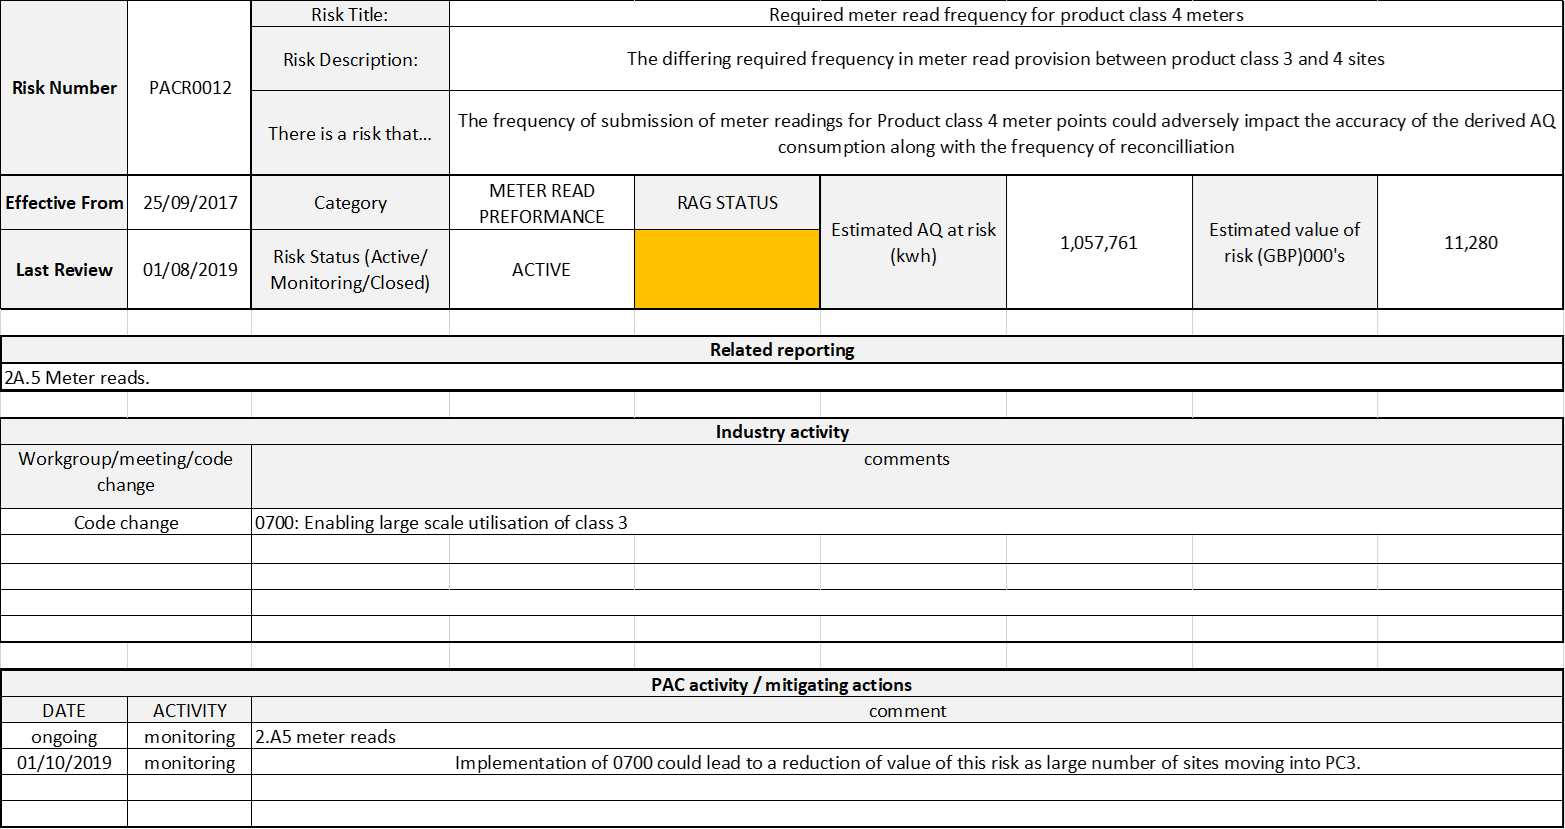 Risk Number
PACR0012
Risk Title:
Required meter read frequency for product class 4 meters
Risk Description:
The differing required frequency in meter read provision between product class 3 and 4 sites
There is a risk that...
The frequency of submission of meter readings for Product class 4 meter points could adversely impact the accuracy of the derived AQ
consumption along with the frequency of reconcilliation
Effective From
25/09/2017
Category
METER READ
PREFORMANCE
RAG STATUS
Estimated AQ at risk
(kwh)
1,057,761
Estimated value of
risk (GBP)000's
11,280
Last Review
01/08/2019
Risk Status (Active/
Monitoring/Closed)
ACTIVE
Related reporting
2A.5 Meter reads.
Industry activity
Workgroup/meeting/code
change
comments
Code change
0700: Enabling large scale utilisation of class 3
PAC activity / mitigating actions
DATE
ACTIVITY
comment
ongoing
monitoring
2.A5 meter reads
01/10/2019
monitoring
Implementation of 0700 could lead to a reduction of value of this risk as large number of sites moving into PC3.